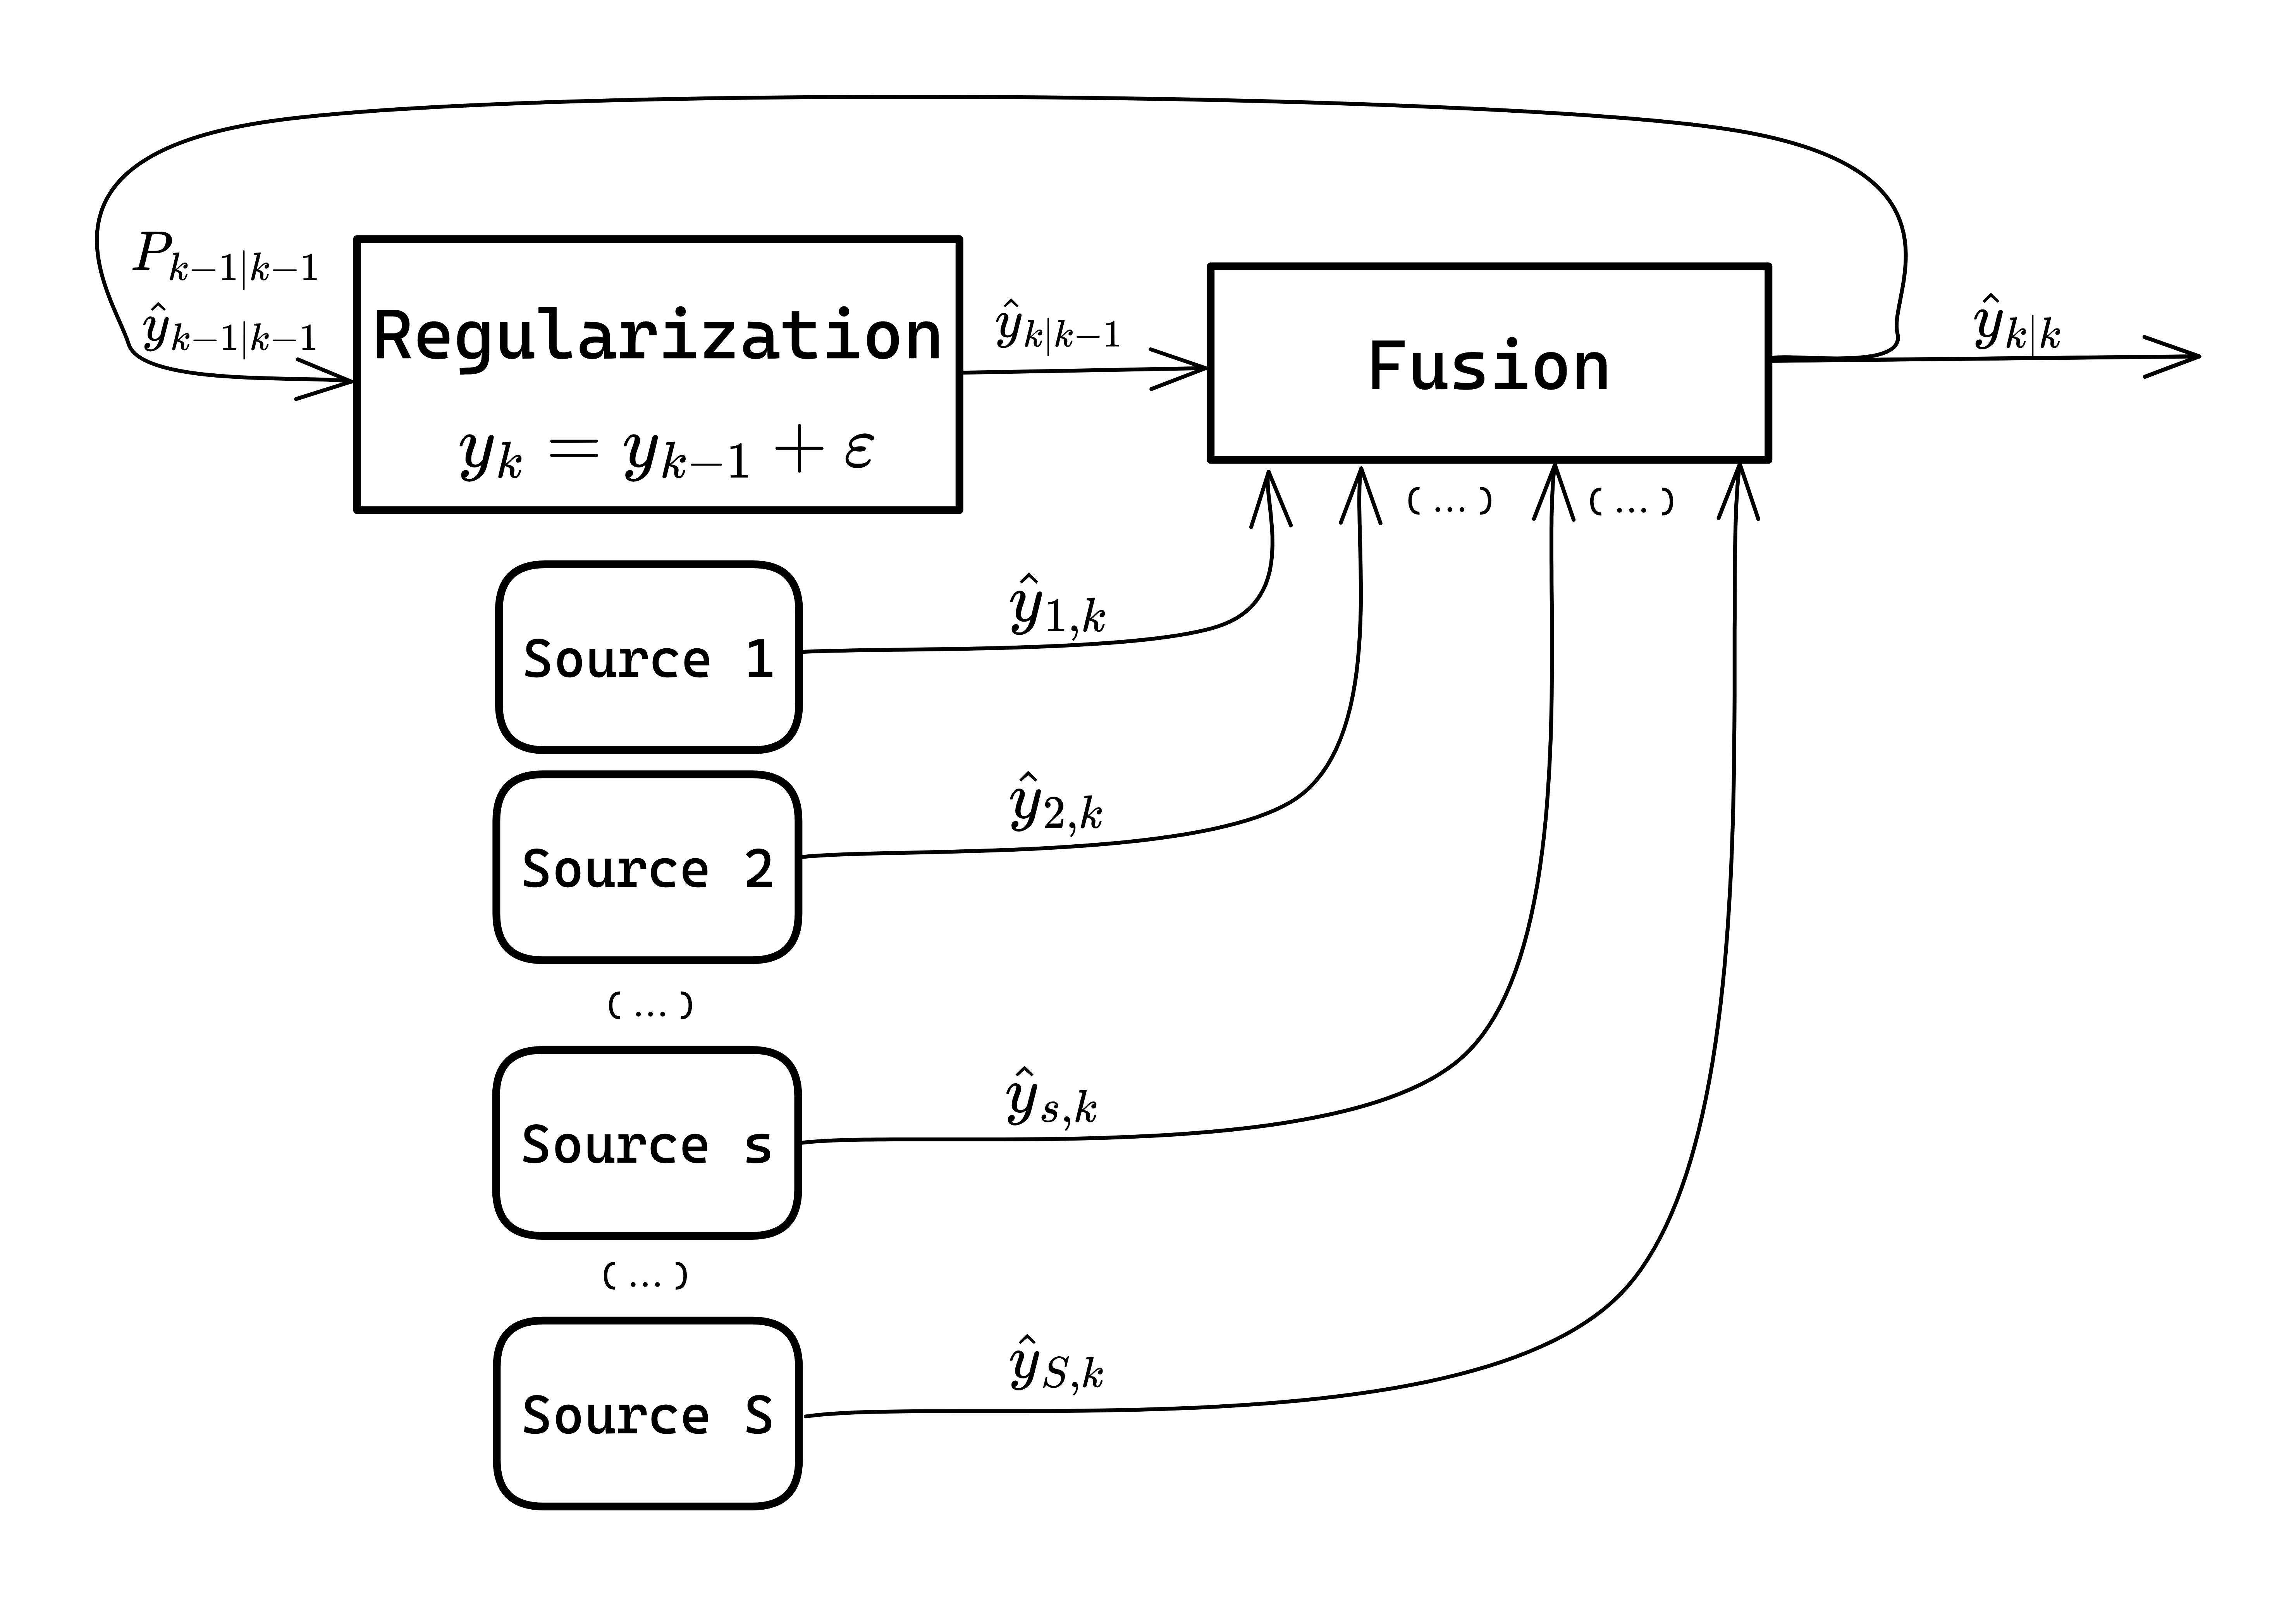 P_{k-1|k-1}
ŷ_{k-1|k-1}
Regularization
y_k = y_{k-1} + ε
ŷ_{k|k-1}
Fusion
ŷ_{k|k}
(...) (...)
Source 1
ŷ_{1,k}
Source 2
ŷ_{2,k}
(...)
Source s
ŷ_{s,k}
(...)
Source S
ŷ_{S,k}